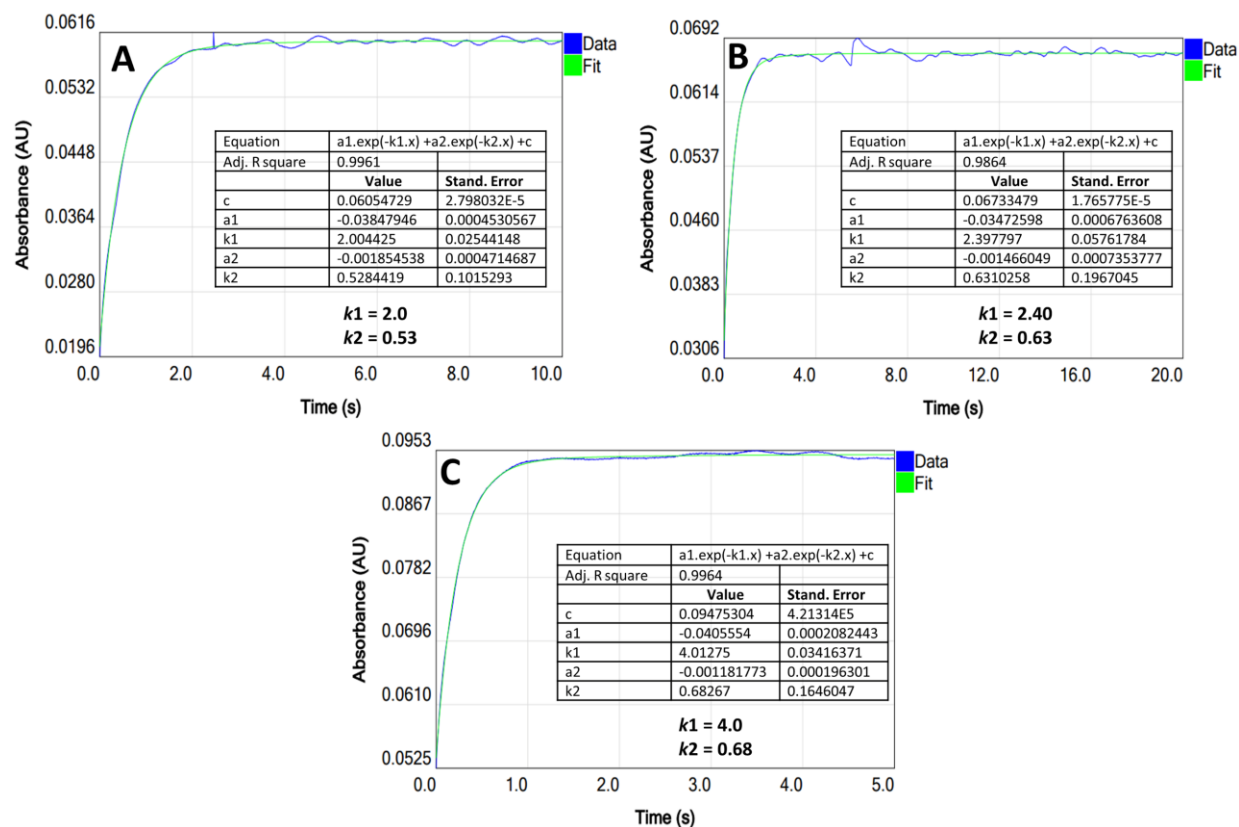 A
Absorbance (AU)
0.0616
0.0532
0.0448
0.0364
0.0280
0.0196
0.0 2.0 4.0 6.0 8.0 10.0
Time (s)
Data
Fit
Equation a1.exp(-k1.x) +a2.exp(-k2.x) +c
Adj. R square 0.9961
Value Stand. Error
c 0.06054729 2.798032E-5
a1 -0.03847946 0.0004530567
k1 2.004425 0.02544148
a2 -0.001854538 0.0004714687
k2 0.5284419 0.1015293
k1 = 2.0
k2 = 0.53
B
Absorbance (AU)
0.0692
0.0614
0.0537
0.0460
0.0383
0.0306
0.0 4.0 8.0 12.0 16.0 20.0
Time (s)
Data
Fit
Equation a1.exp(-k1.x) +a2.exp(-k2.x) +c
Adj. R square 0.9864
Value Stand. Error
c 0.06733479 1.765775E-5
a1 -0.03472598 0.0006763608
k1 2.397797 0.05761784
a2 -0.001466049 0.0007353777
k2 0.6310258 0.1967045
k1 = 2.40
k2 = 0.63
C
Absorbance (AU)
0.0953
0.0867
0.0782
0.0696
0.0610
0.0525
0.0 1.0 2.0 3.0 4.0 5.0
Time (s)
Data
Fit
Equation a1.exp(-k1.x) +a2.exp(-k2.x) +c
Adj. R square 0.9964
Value Stand. Error
c 0.09475304 4.21314E5
a1 -0.0405554 0.0002082443
k1 4.01275 0.03416371
a2 -0.001181773 0.000196301
k2 0.68267 0.1646047
k1 = 4.0
k2 = 0.68